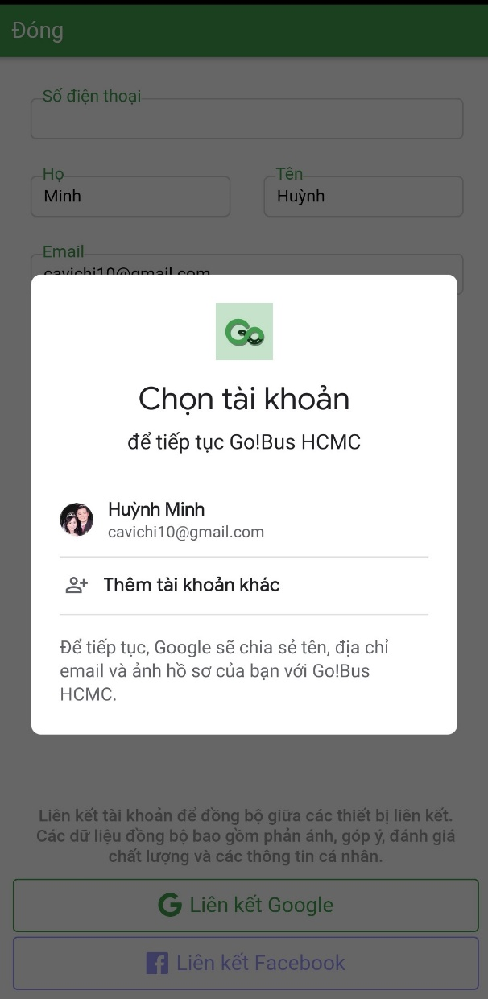 Đóng
Số điện thoại
Họ
Tên
Minh
Huỳnh
Email
cavichi10@gmail.com
Go
Chọn tài khoản
để tiếp tục Go!Bus HCMC
Huỳnh Minh
cavichi10@gmail.com
Thêm tài khoản khác
Để tiếp tục, Google sẽ chia sẻ tên, địa chỉ
email và ảnh hồ sơ của bạn với Go!Bus
HCMC.
Liên kết tài khoản để đồng bộ giữa các thiết bị liên kết.
Các dữ liệu đồng bộ bao gồm phản ánh, góp ý, đánh giá
chất lượng và các thông tin cá nhân.
Liên kết Google
Liên kết Facebook